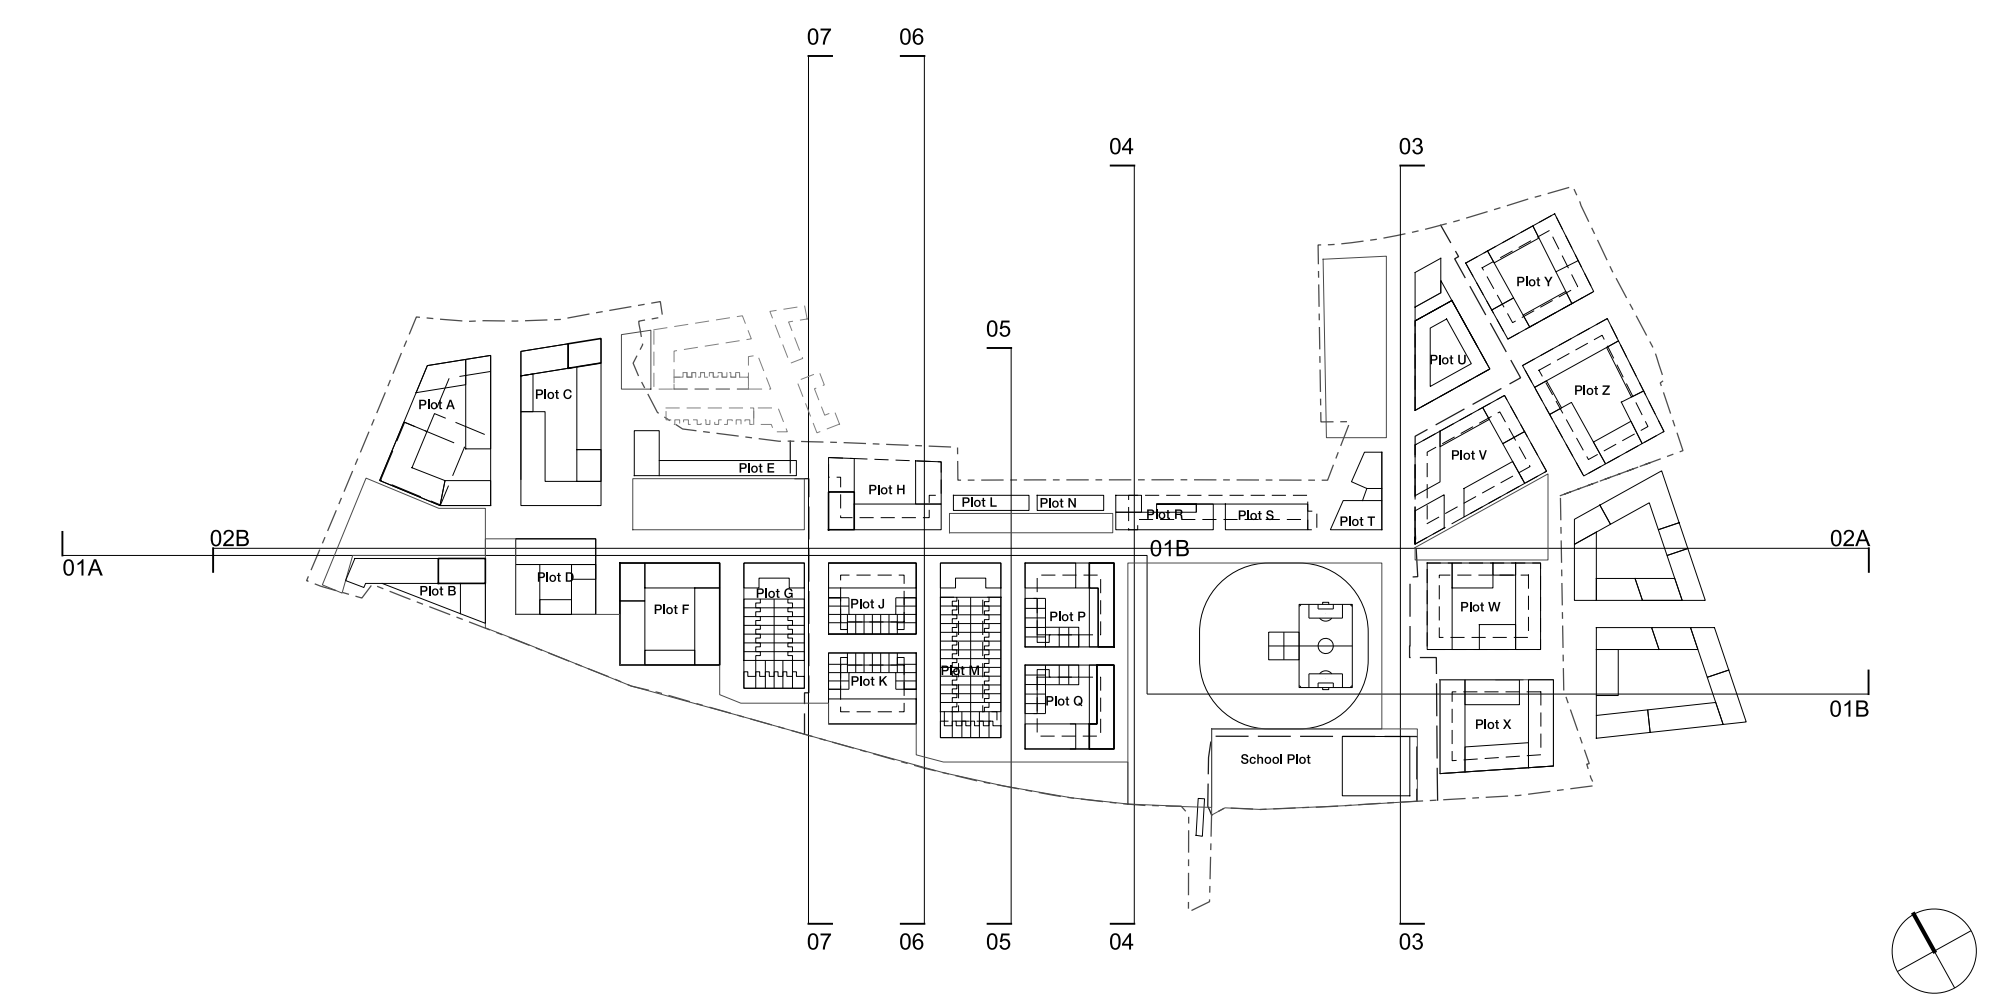 07
06
04
03
Plot Y
05
Plot U
Plot Z
Plot C
Plot A
Plot V
Plot E
Plot H
Plot L
Plot N
Plot R
Plot S
Plot T
02B
01B
02A
01A
Plot D
Plot B
Plot G
Plot F
Plot J
Plot P
Plot W
Plot M
Plot K
Plot Q
01B
Plot X
School Plot
07
06
05
04
03